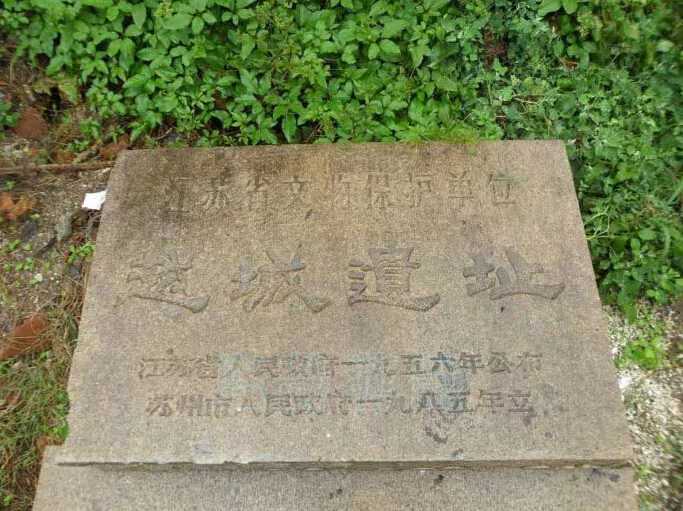 江苏省文物保护单位
越城遗址
江苏省人民政府一九五六年公布
苏州市人民政府一九八五年立